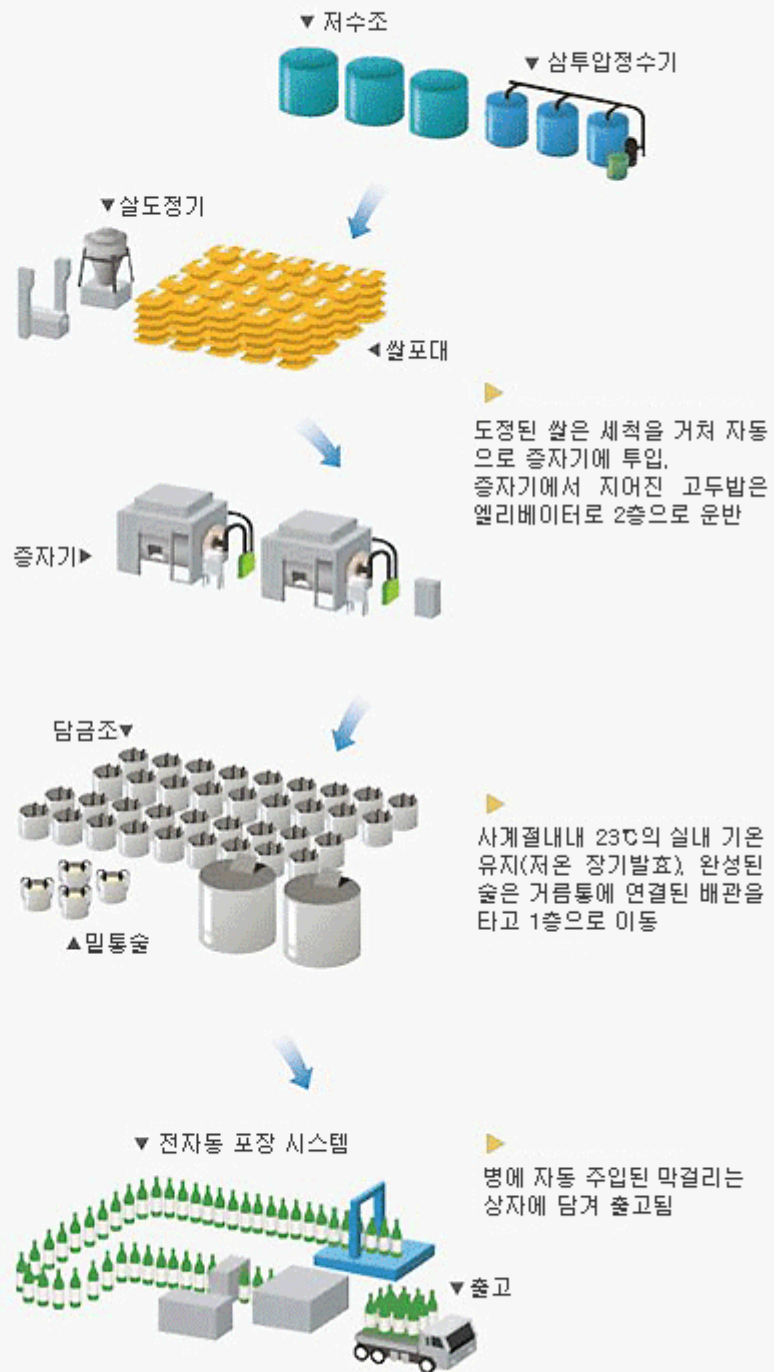 ▼ 저수조
▼ 삼투압정수기
▼살도정기
◀쌀포대
도정된 쌀은 세척을 거쳐 자동
으로 증자기에 투입.
증자기에서 지어진 고두밥은
엘리베이터로 2층으로 운반
증자기▶
담금조▼
사계절내내 23℃의 실내 기온
유지(저온 장기발효), 완성된
술은 거름통에 연결된 배관을
타고 1층으로 이동
▲밑통술
▼ 전자동 포장 시스템
병에 자동 주입된 막걸리는
상자에 담겨 출고됨
▼출고